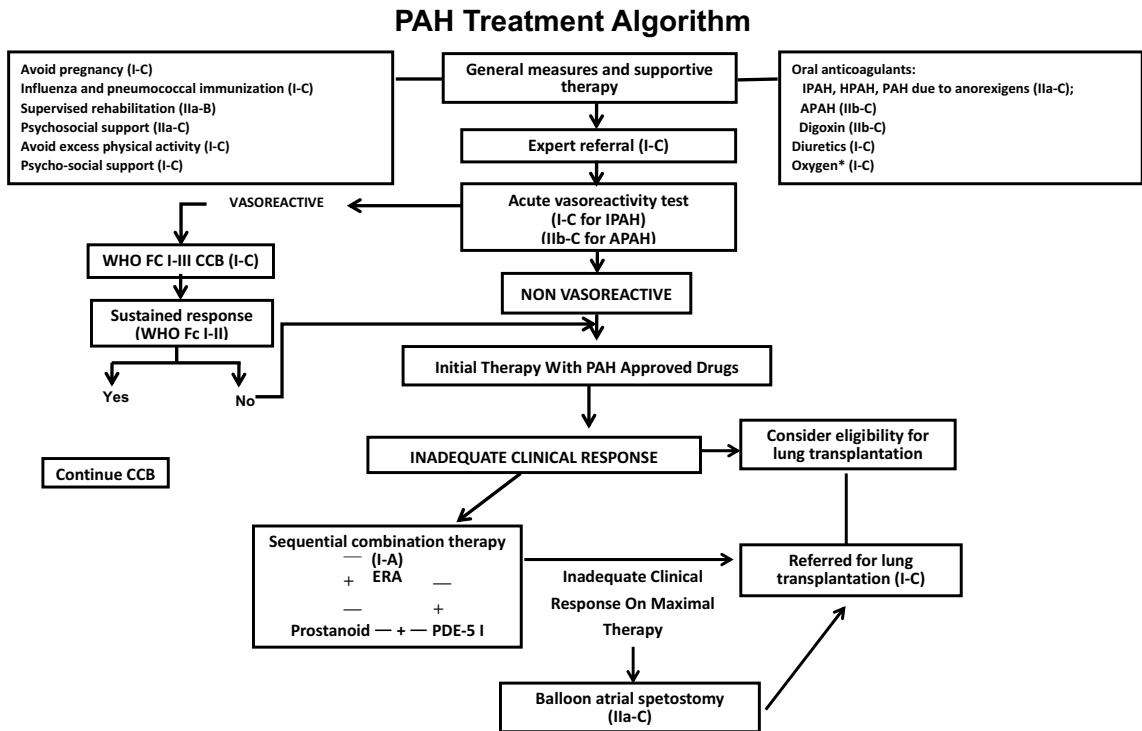 PAH Treatment Algorithm
Avoid pregnancy (I-C)
Influenza and pneumococcal immunization (I-C)
Supervised rehabilitation (IIa-B)
Psychosocial support (IIa-C)
Avoid excess physical activity (I-C)
Psycho-social support (I-C)
General measures and supportive
therapy
Oral anticoagulants:
IPAH, HPAH, PAH due to anorexigens (IIa-C);
APAH (IIb-C)
Digoxin (IIb-C)
Diuretics (I-C)
Oxygen* (I-C)
Expert referral (I-C)
VASOREACTIVE
Acute vasoreactivity test
(I-C for IPAH)
(IIb-C for APAH)
WHO FC I-III CCB (I-C)
NON VASOREACTIVE
Sustained response
(WHO Fc I-II)
Yes
No
Initial Therapy With PAH Approved Drugs
Continue CCB
INADEQUATE CLINICAL RESPONSE
Consider eligibility for
lung transplantation
Sequential combination therapy
— (I-A)
+ ERA —
— +
Prostanoid — + — PDE-5 I
Inadequate Clinical
Response On Maximal
Therapy
Referred for lung
transplantation (I-C)
Balloon atrial spetostomy
(IIa-C)